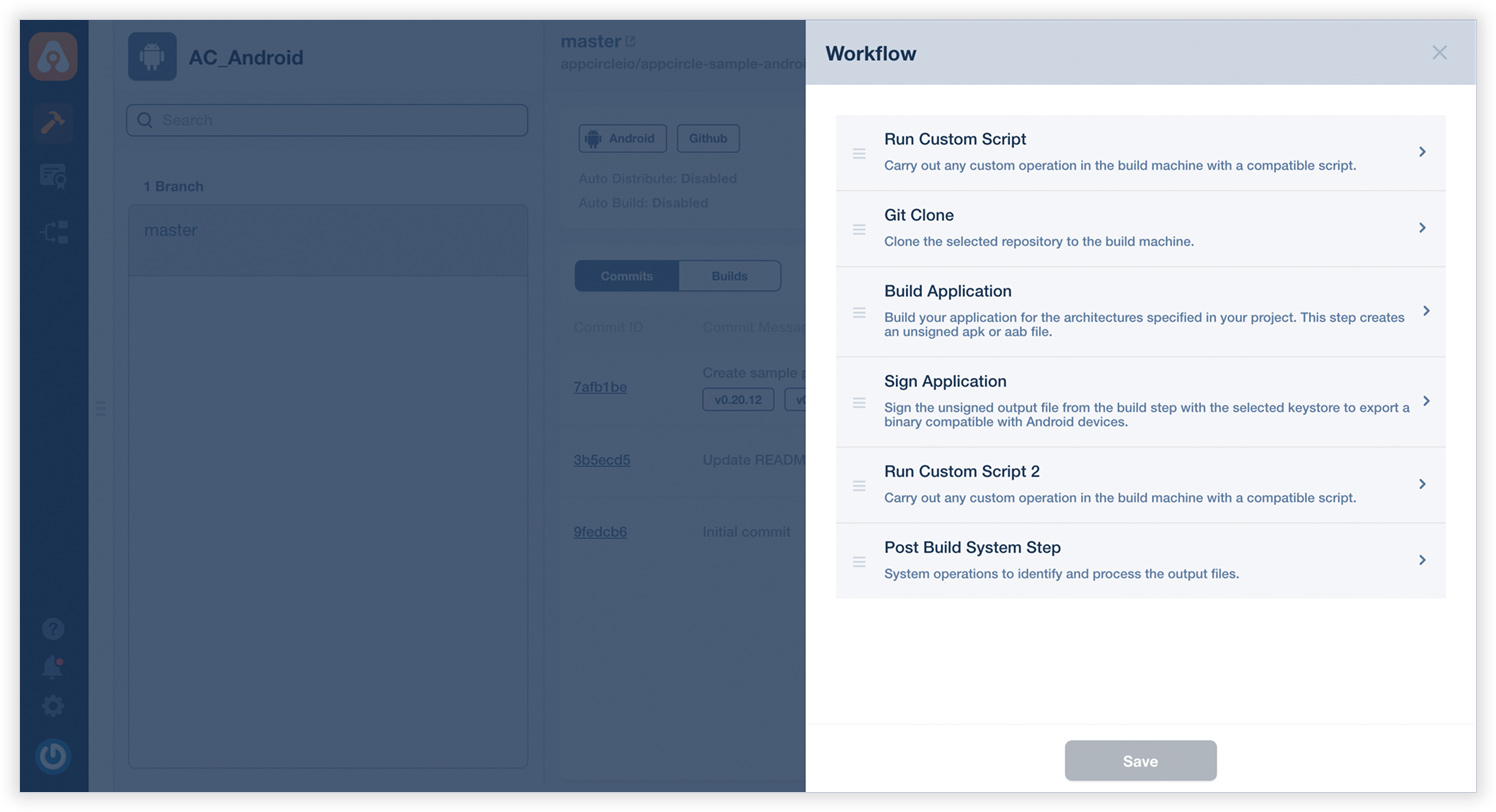 AC_Android
Search
1 Branch
master
master
appcircleio/appcircle-sample-androi
Android
Github
Auto Distribute: Disabled
Auto Build: Disabled
Commits
Builds
Commit ID
Commit Messa
7afb1be
Create sample
v0.20.12
3b5ecd5
Update READM
9fedcb6
Initial commit
Workflow
Run Custom Script
Carry out any custom operation in the build machine with a compatible script.
Git Clone
Clone the selected repository to the build machine.
Build Application
Build your application for the architectures specified in your project. This step creates
an unsigned apk or aab file.
Sign Application
Sign the unsigned output file from the build step with the selected keystore to export a
binary compatible with Android devices.
Run Custom Script 2
Carry out any custom operation in the build machine with a compatible script.
Post Build System Step
System operations to identify and process the output files.
Save